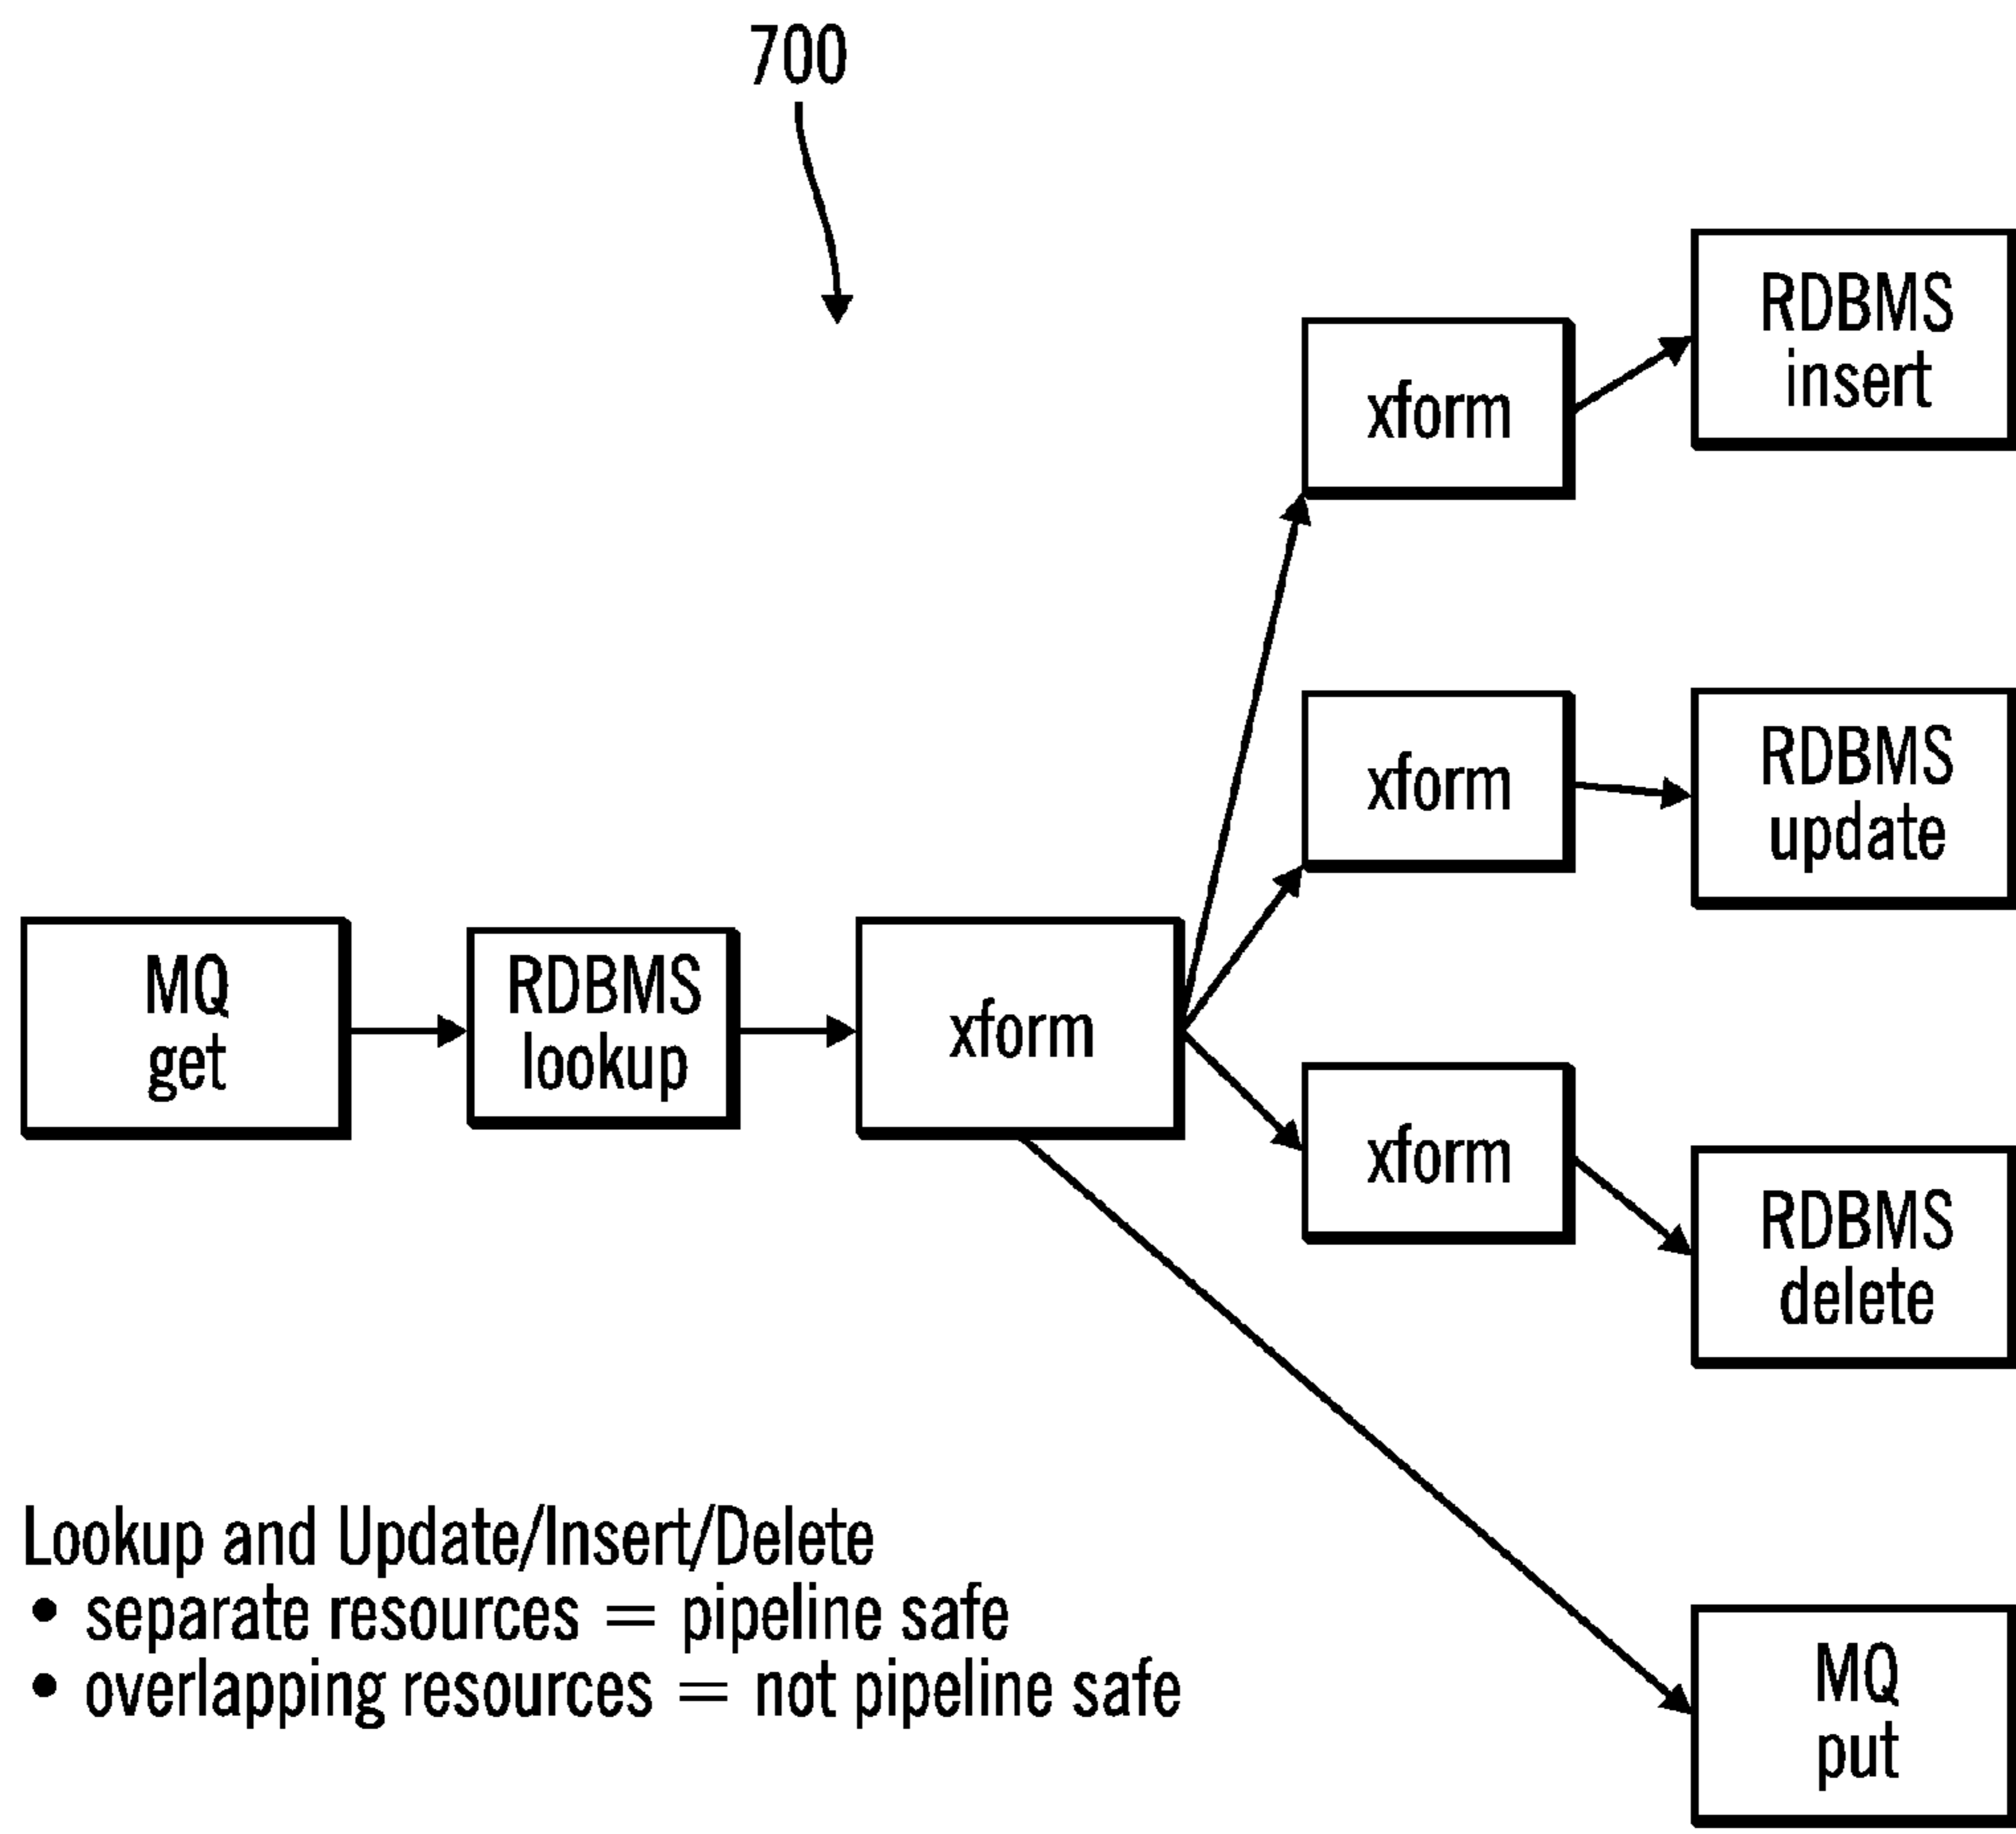 700
RDBMS
insert
xform
xform
RDBMS
update
MQ
get
RDBMS
lookup
xform
xform
RDBMS
delete
MQ
put
Lookup and Update/Insert/Delete
• separate resources = pipeline safe
• overlapping resources = not pipeline safe